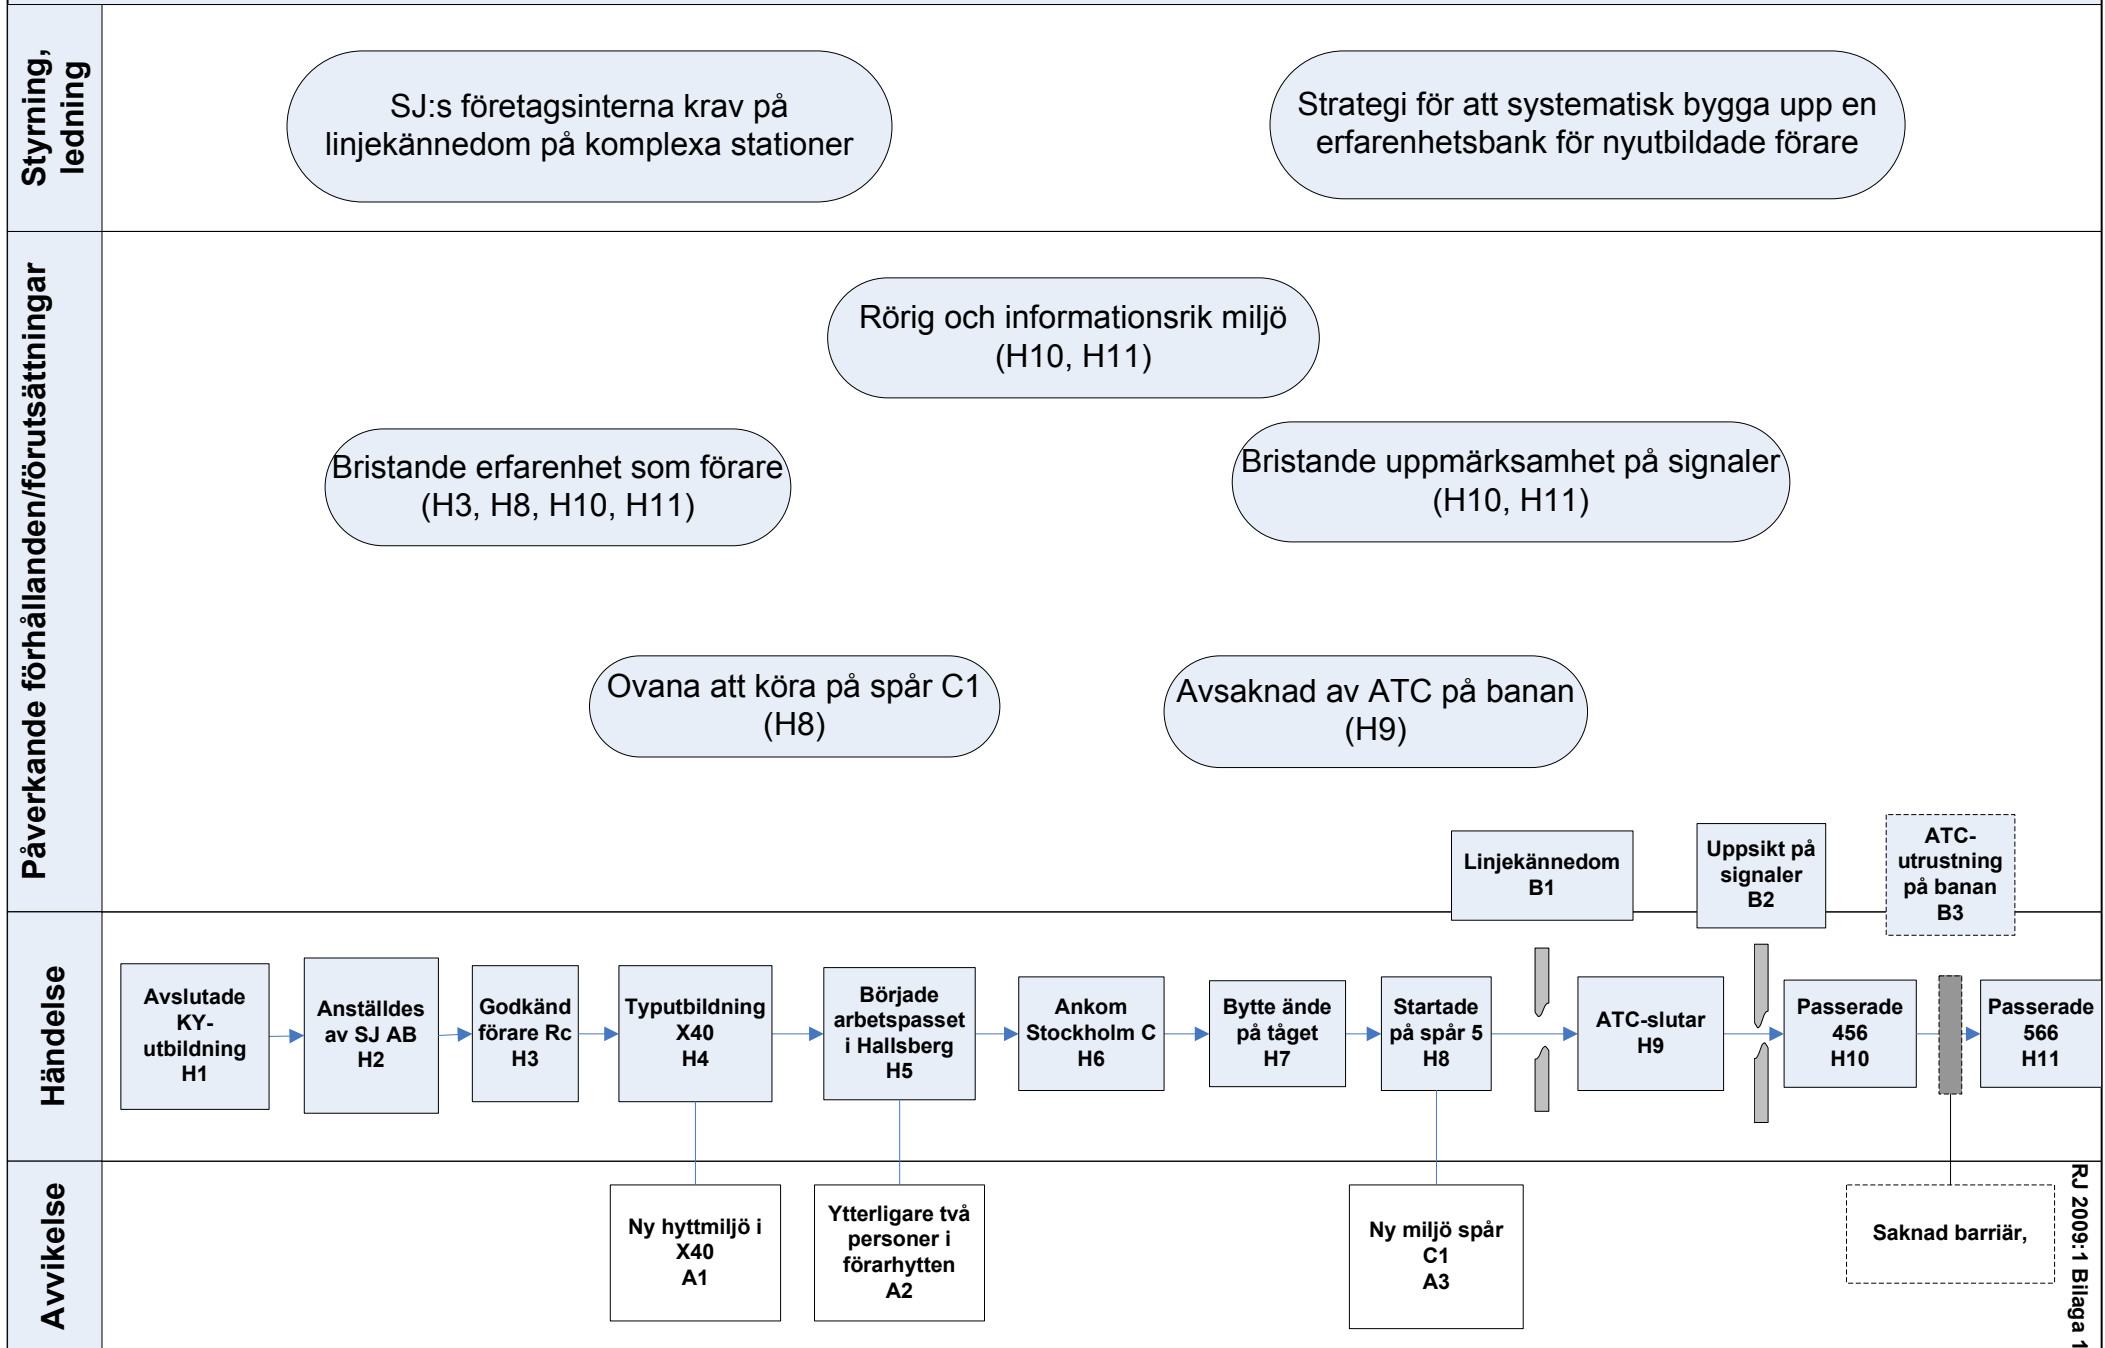 Styrning,
ledning
SJ:s företagsinterna krav på
linjekännedom på komplexa stationer
Strategi för att systematisk bygga upp en
erfarenhetsbank för nyutbildade förare
Påverkande förhållanden/förutsättningar
Rörig och informationsrik miljö
(H10, H11)
Bristande erfarenhet som förare
(H3, H8, H10, H11)
Bristande uppmärksamhet på signaler
(H10, H11)
Ovana att köra på spår C1
(H8)
Avsaknad av ATC på banan
(H9)
Linjekännedom
B1
Uppsikt på
signaler
B2
ATC-
utrustning
på banan
B3
Händelse
Avslutade
KY-
utbildning
H1
Anställdes
av SJ AB
H2
Godkänd
förare Rc
H3
Typutbildning
X40
H4
Började
arbetspasset
i Hallsberg
H5
Ankom
Stockholm C
H6
Bytte ände
på tåget
H7
Startade
på spår 5
H8
ATC-slutar
H9
Passerade
456
H10
Passerade
566
H11
Avvikelse
Ny hyttmiljö i
X40
A1
Ytterligare två
personer i
förarhytten
A2
Ny miljö spår
C1
A3
Saknad barriär,
RJ 2009:1 Bilaga 1